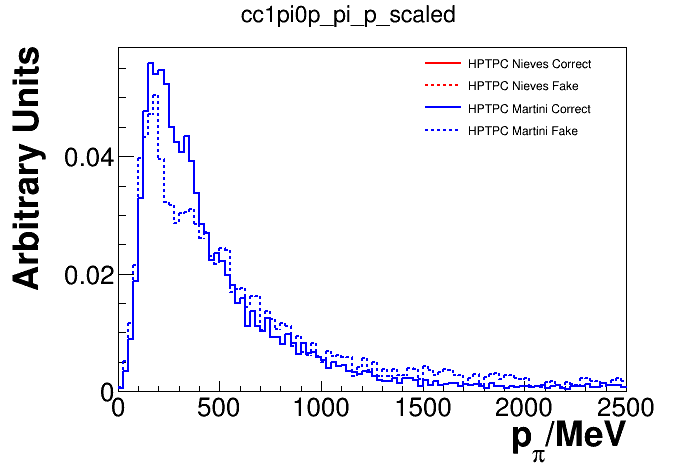 cc1pi0p_pi_p_scaled
Arbitrary Units
HPTPC Nieves Correct
HPTPC Nieves Fake
HPTPC Martini Correct
HPTPC Martini Fake
0.04
0.02
0
0 500 1000 1500 2000 2500
pπ/MeV